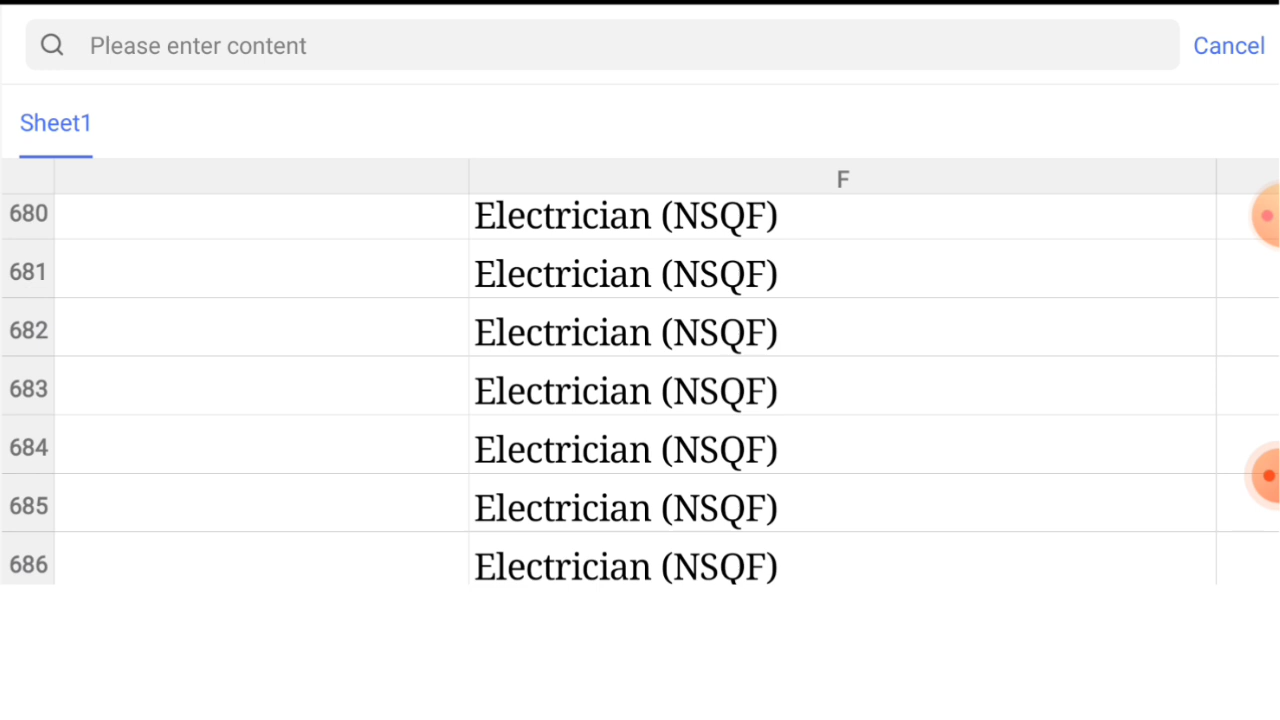 Please enter content
Cancel
Sheet1
F
680 Electrician (NSQF)
681 Electrician (NSQF)
682 Electrician (NSQF)
683 Electrician (NSQF)
684 Electrician (NSQF)
685 Electrician (NSQF)
686 Electrician (NSQF)